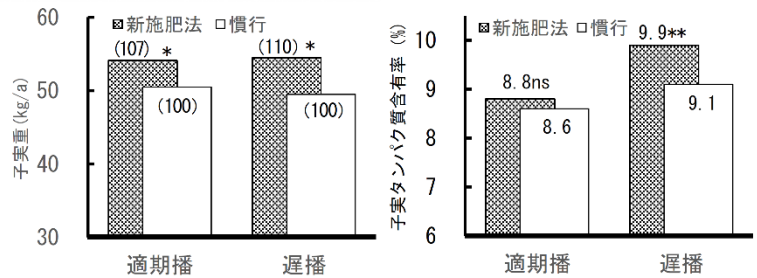 子実重(kg/a)
60
50
40
30
新施肥法 慣行
(107) *
(100)
(110) *
(100)
適期播 遅播
子実タンパク質含有率 (%)
10
9
8
7
6
新施肥法 慣行
8.8ns
8.6
9.9**
9.1
適期播 遅播